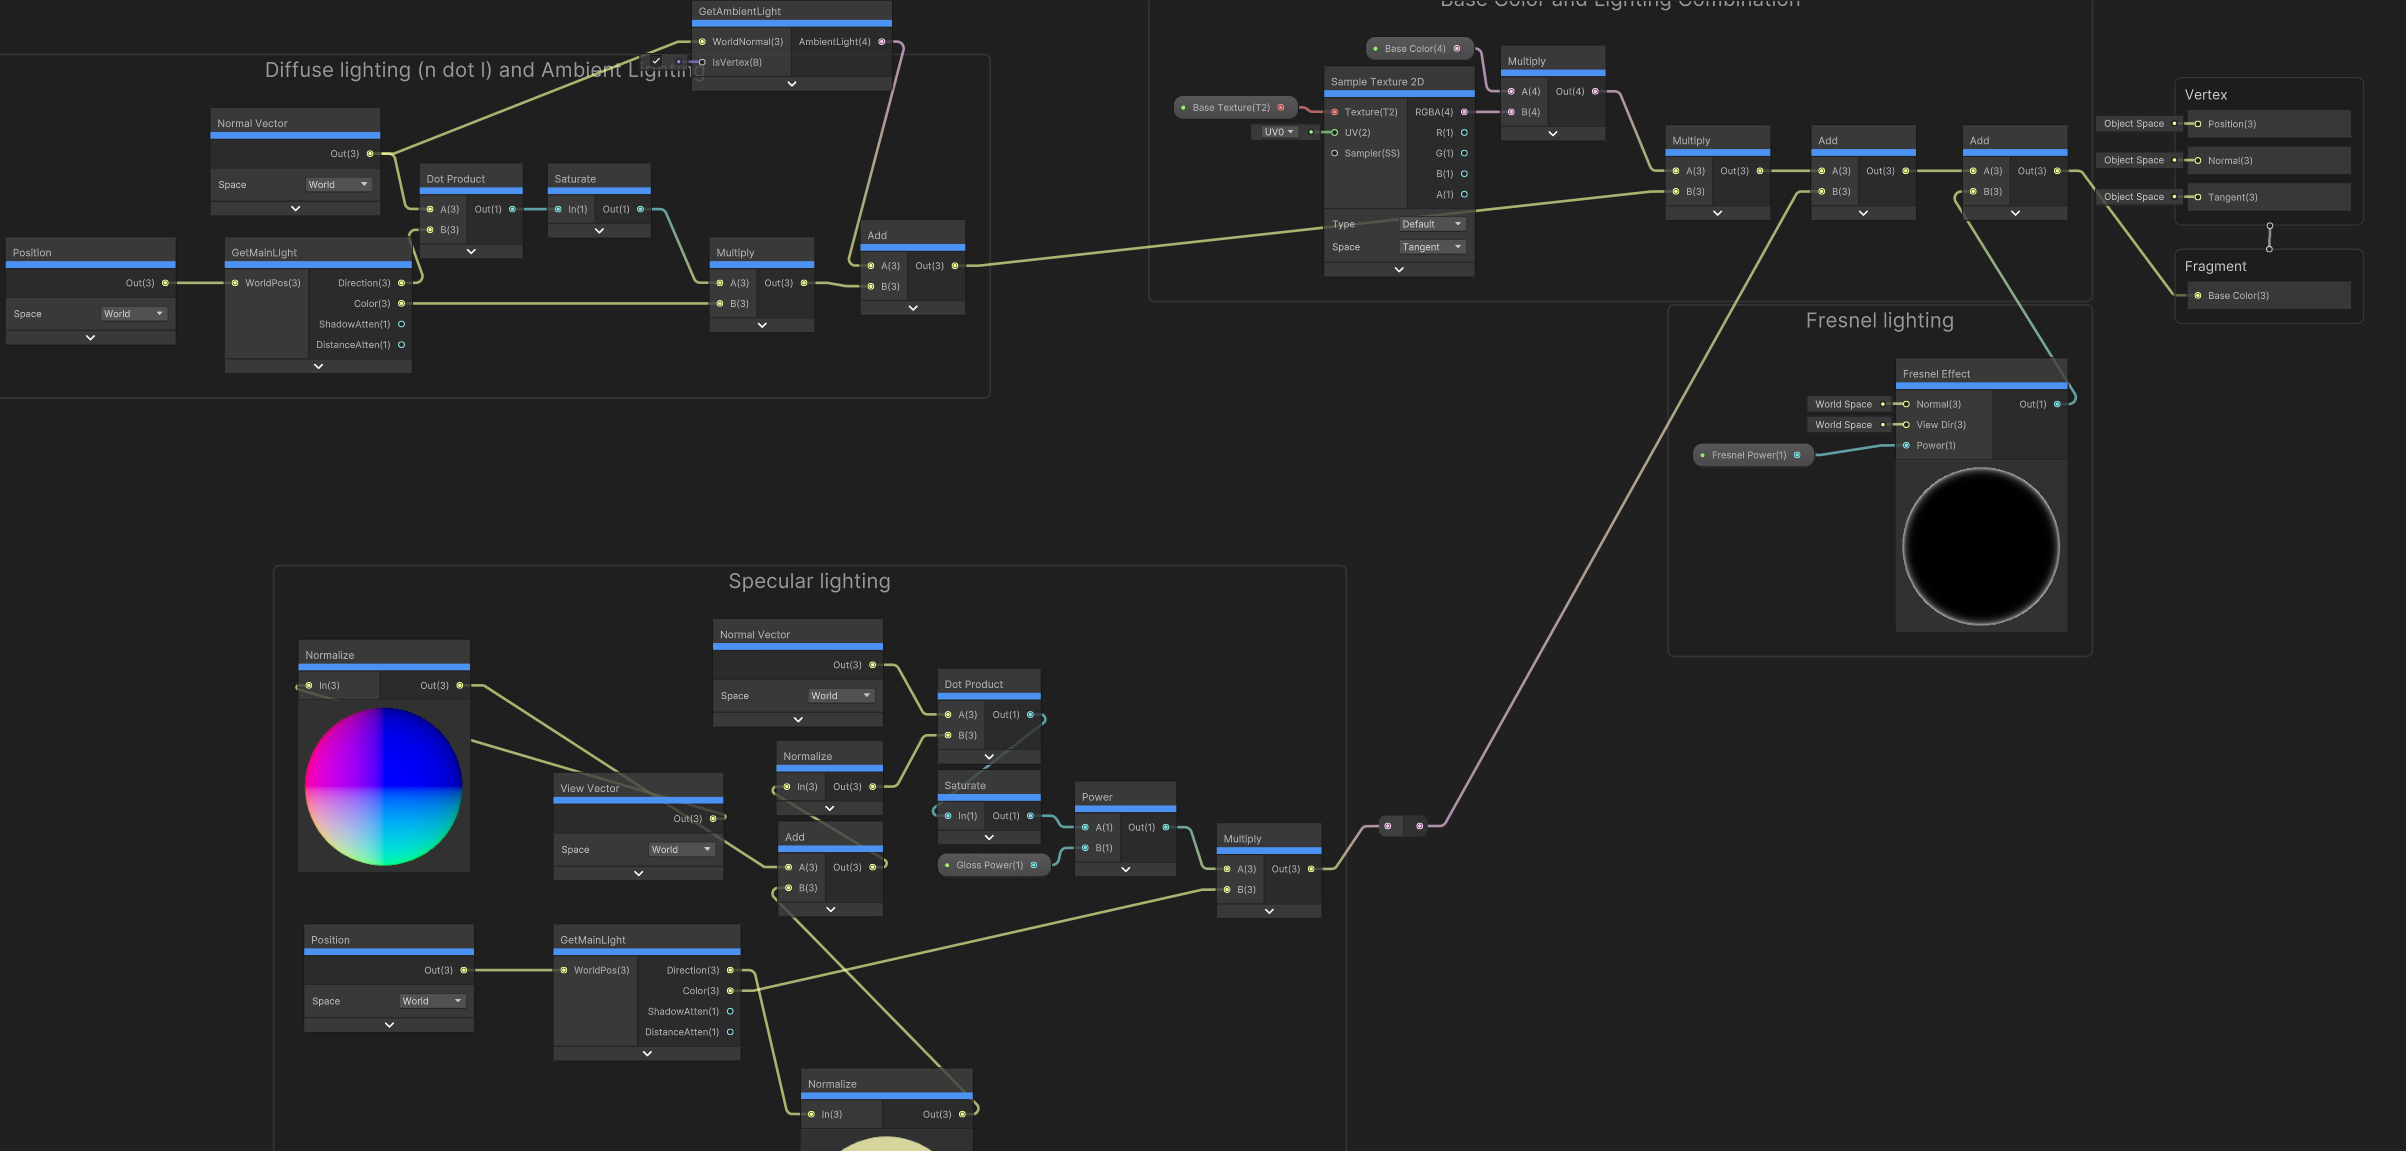 Diffuse lighting (n dot l) and Ambient Lighting
GetAmbientLight
WorldNormal(3)
AmbientLight(4)
IsVertex(B)
Normal Vector
Out(3)
Space
World
Dot Product
A(3)
Out(1)
B(3)
Saturate
In(1)
Out(1)
Position
Out(3)
Space
World
GetMainLIght
WorldPos(3)
Direction(3)
Color(3)
ShadowAtten(1)
DistanceAtten(1)
Multiply
A(3)
Out(3)
B(3)
Add
A(3)
Out(3)
B(3)
Base Color and Lighting Combination
Base Color(4)
Base Texture(T2)
UV0
Sample Texture 2D
Texture(T2)
RGBA(4)
UV(2)
R(1)
Sampler(SS)
G(1)
B(1)
A(1)
Type
Default
Space
Tangent
Multiply
A(4)
Out(4)
B(4)
Multiply
A(3)
Out(3)
B(3)
Add
A(3)
Out(3)
B(3)
Add
A(3)
Out(3)
B(3)
Vertex
Object Space
Position(3)
Object Space
Normal(3)
Object Space
Tangent(3)
Fragment
Base Color(3)
Fresnel lighting
Fresnel Effect
World Space
Normal(3)
Out(1)
World Space
View Dir(3)
Fresnel Power(1)
Power(1)
Specular lighting
Normalize
In(3)
Out(3)
Normal Vector
Out(3)
Space
World
View Vector
Out(3)
Space
World
Normalize
In(3)
Out(3)
Add
A(3)
Out(3)
B(3)
Dot Product
A(3)
Out(1)
B(3)
Saturate
In(1)
Out(1)
Gloss Power(1)
Power
A(1)
Out(1)
B(1)
Multiply
A(3)
Out(3)
B(3)
Position
Out(3)
Space
World
GetMainLIght
WorldPos(3)
Direction(3)
Color(3)
ShadowAtten(1)
DistanceAtten(1)
Normalize
In(3)
Out(3)